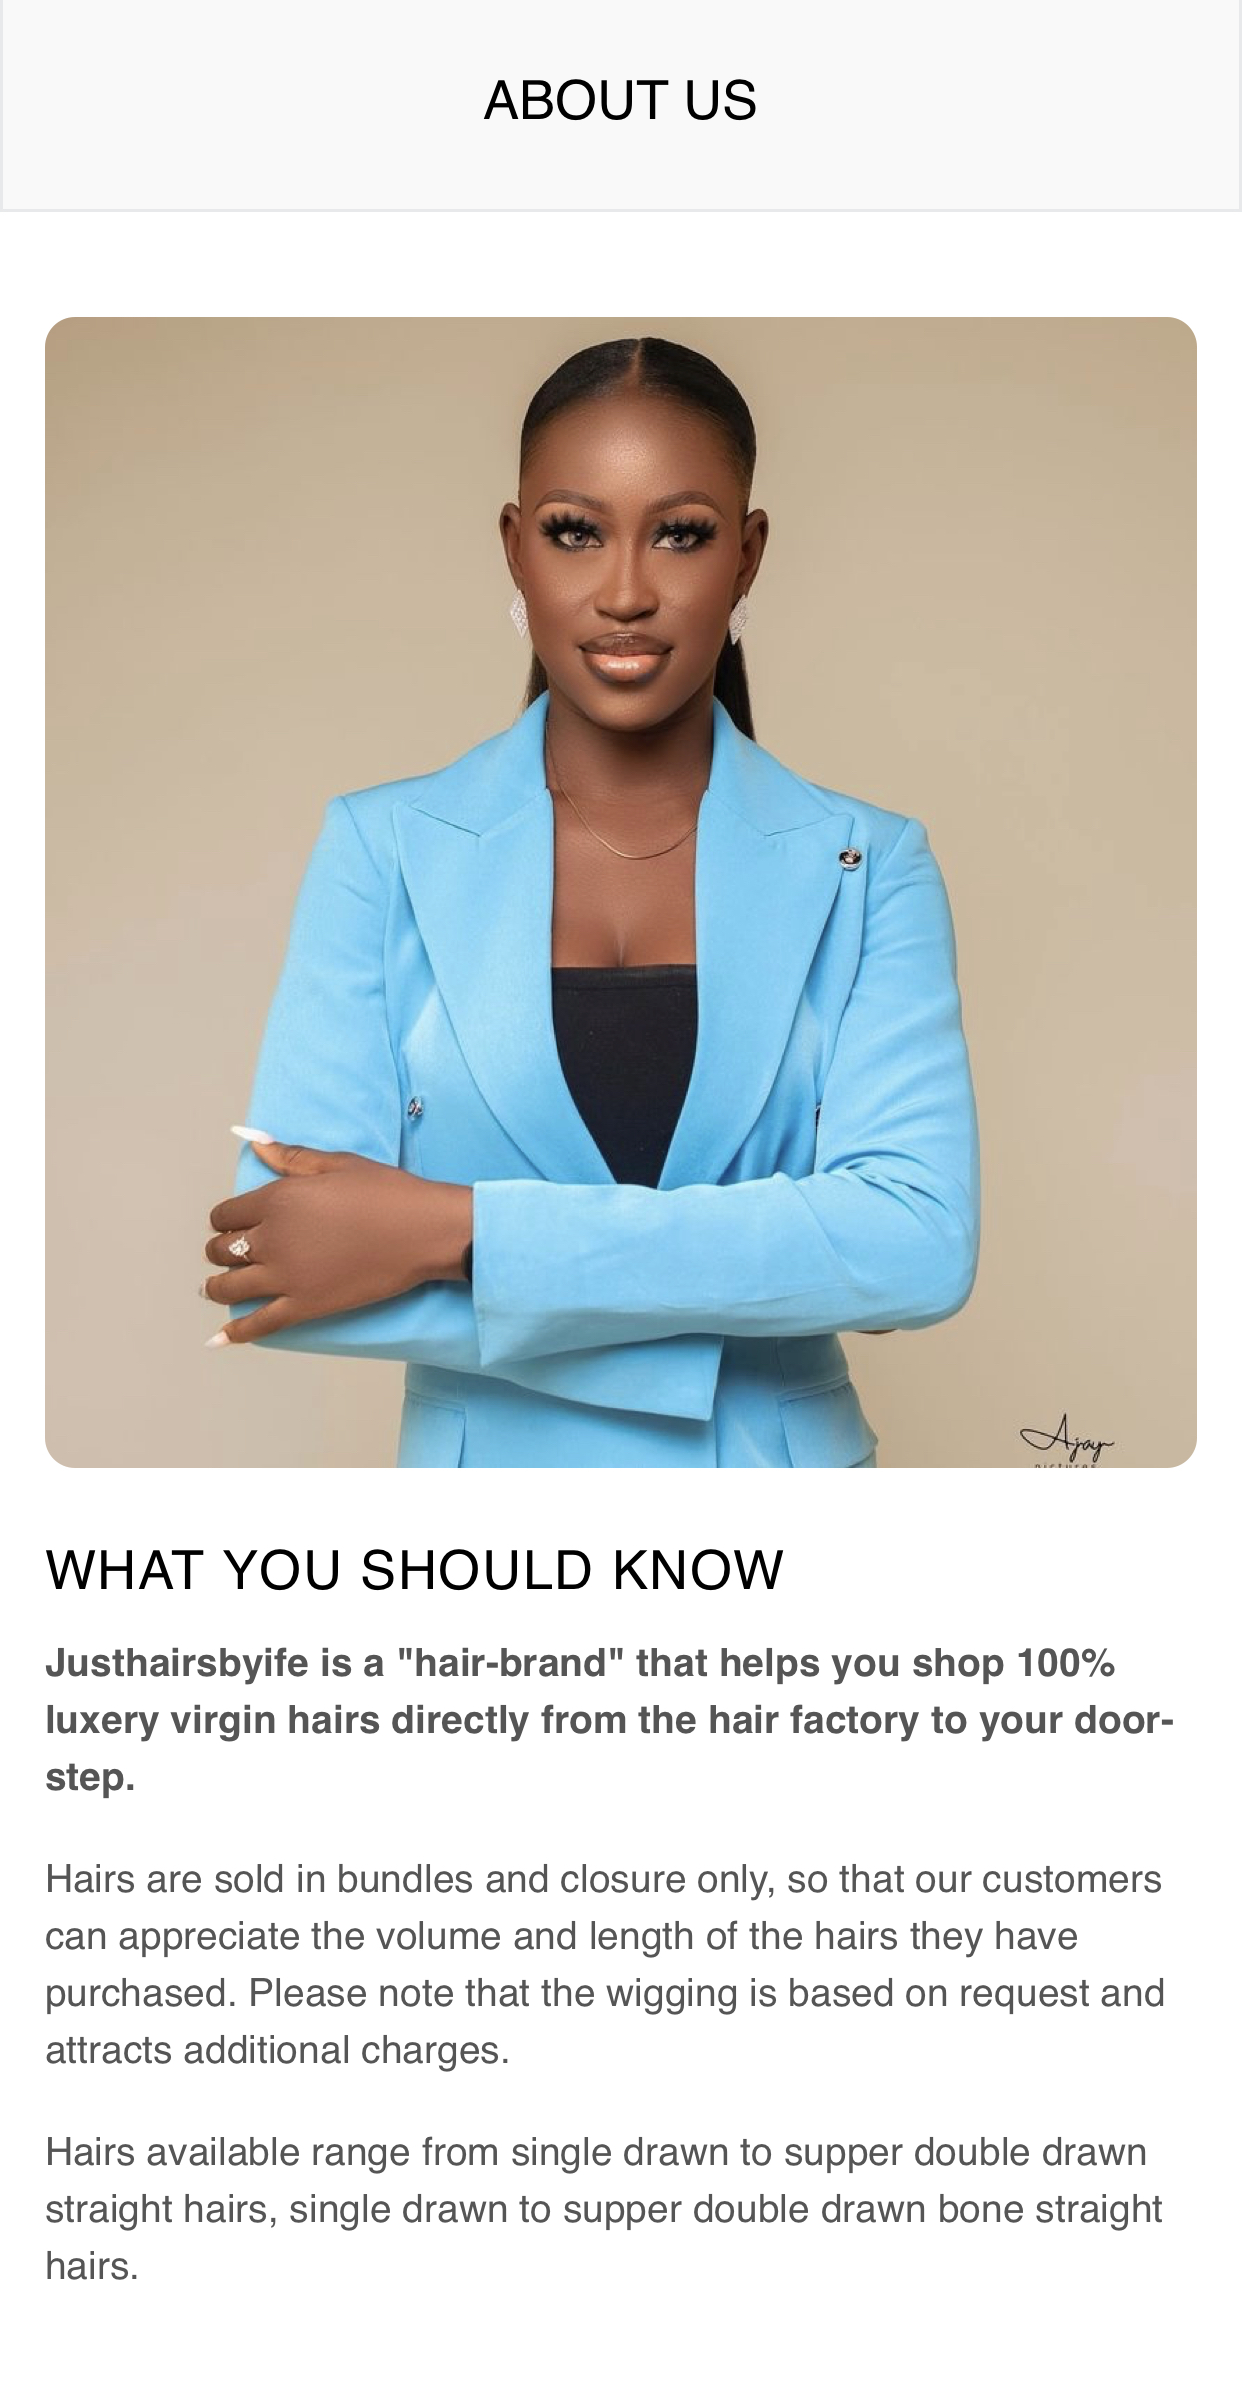 ABOUT US
Ajay
pictures
WHAT YOU SHOULD KNOW
Justhairsbyife is a "hair-brand" that helps you shop 100%
luxery virgin hairs directly from the hair factory to your door-
step.
Hairs are sold in bundles and closure only, so that our customers
can appreciate the volume and length of the hairs they have
purchased. Please note that the wigging is based on request and
attracts additional charges.
Hairs available range from single drawn to supper double drawn
straight hairs, single drawn to supper double drawn bone straight
hairs.